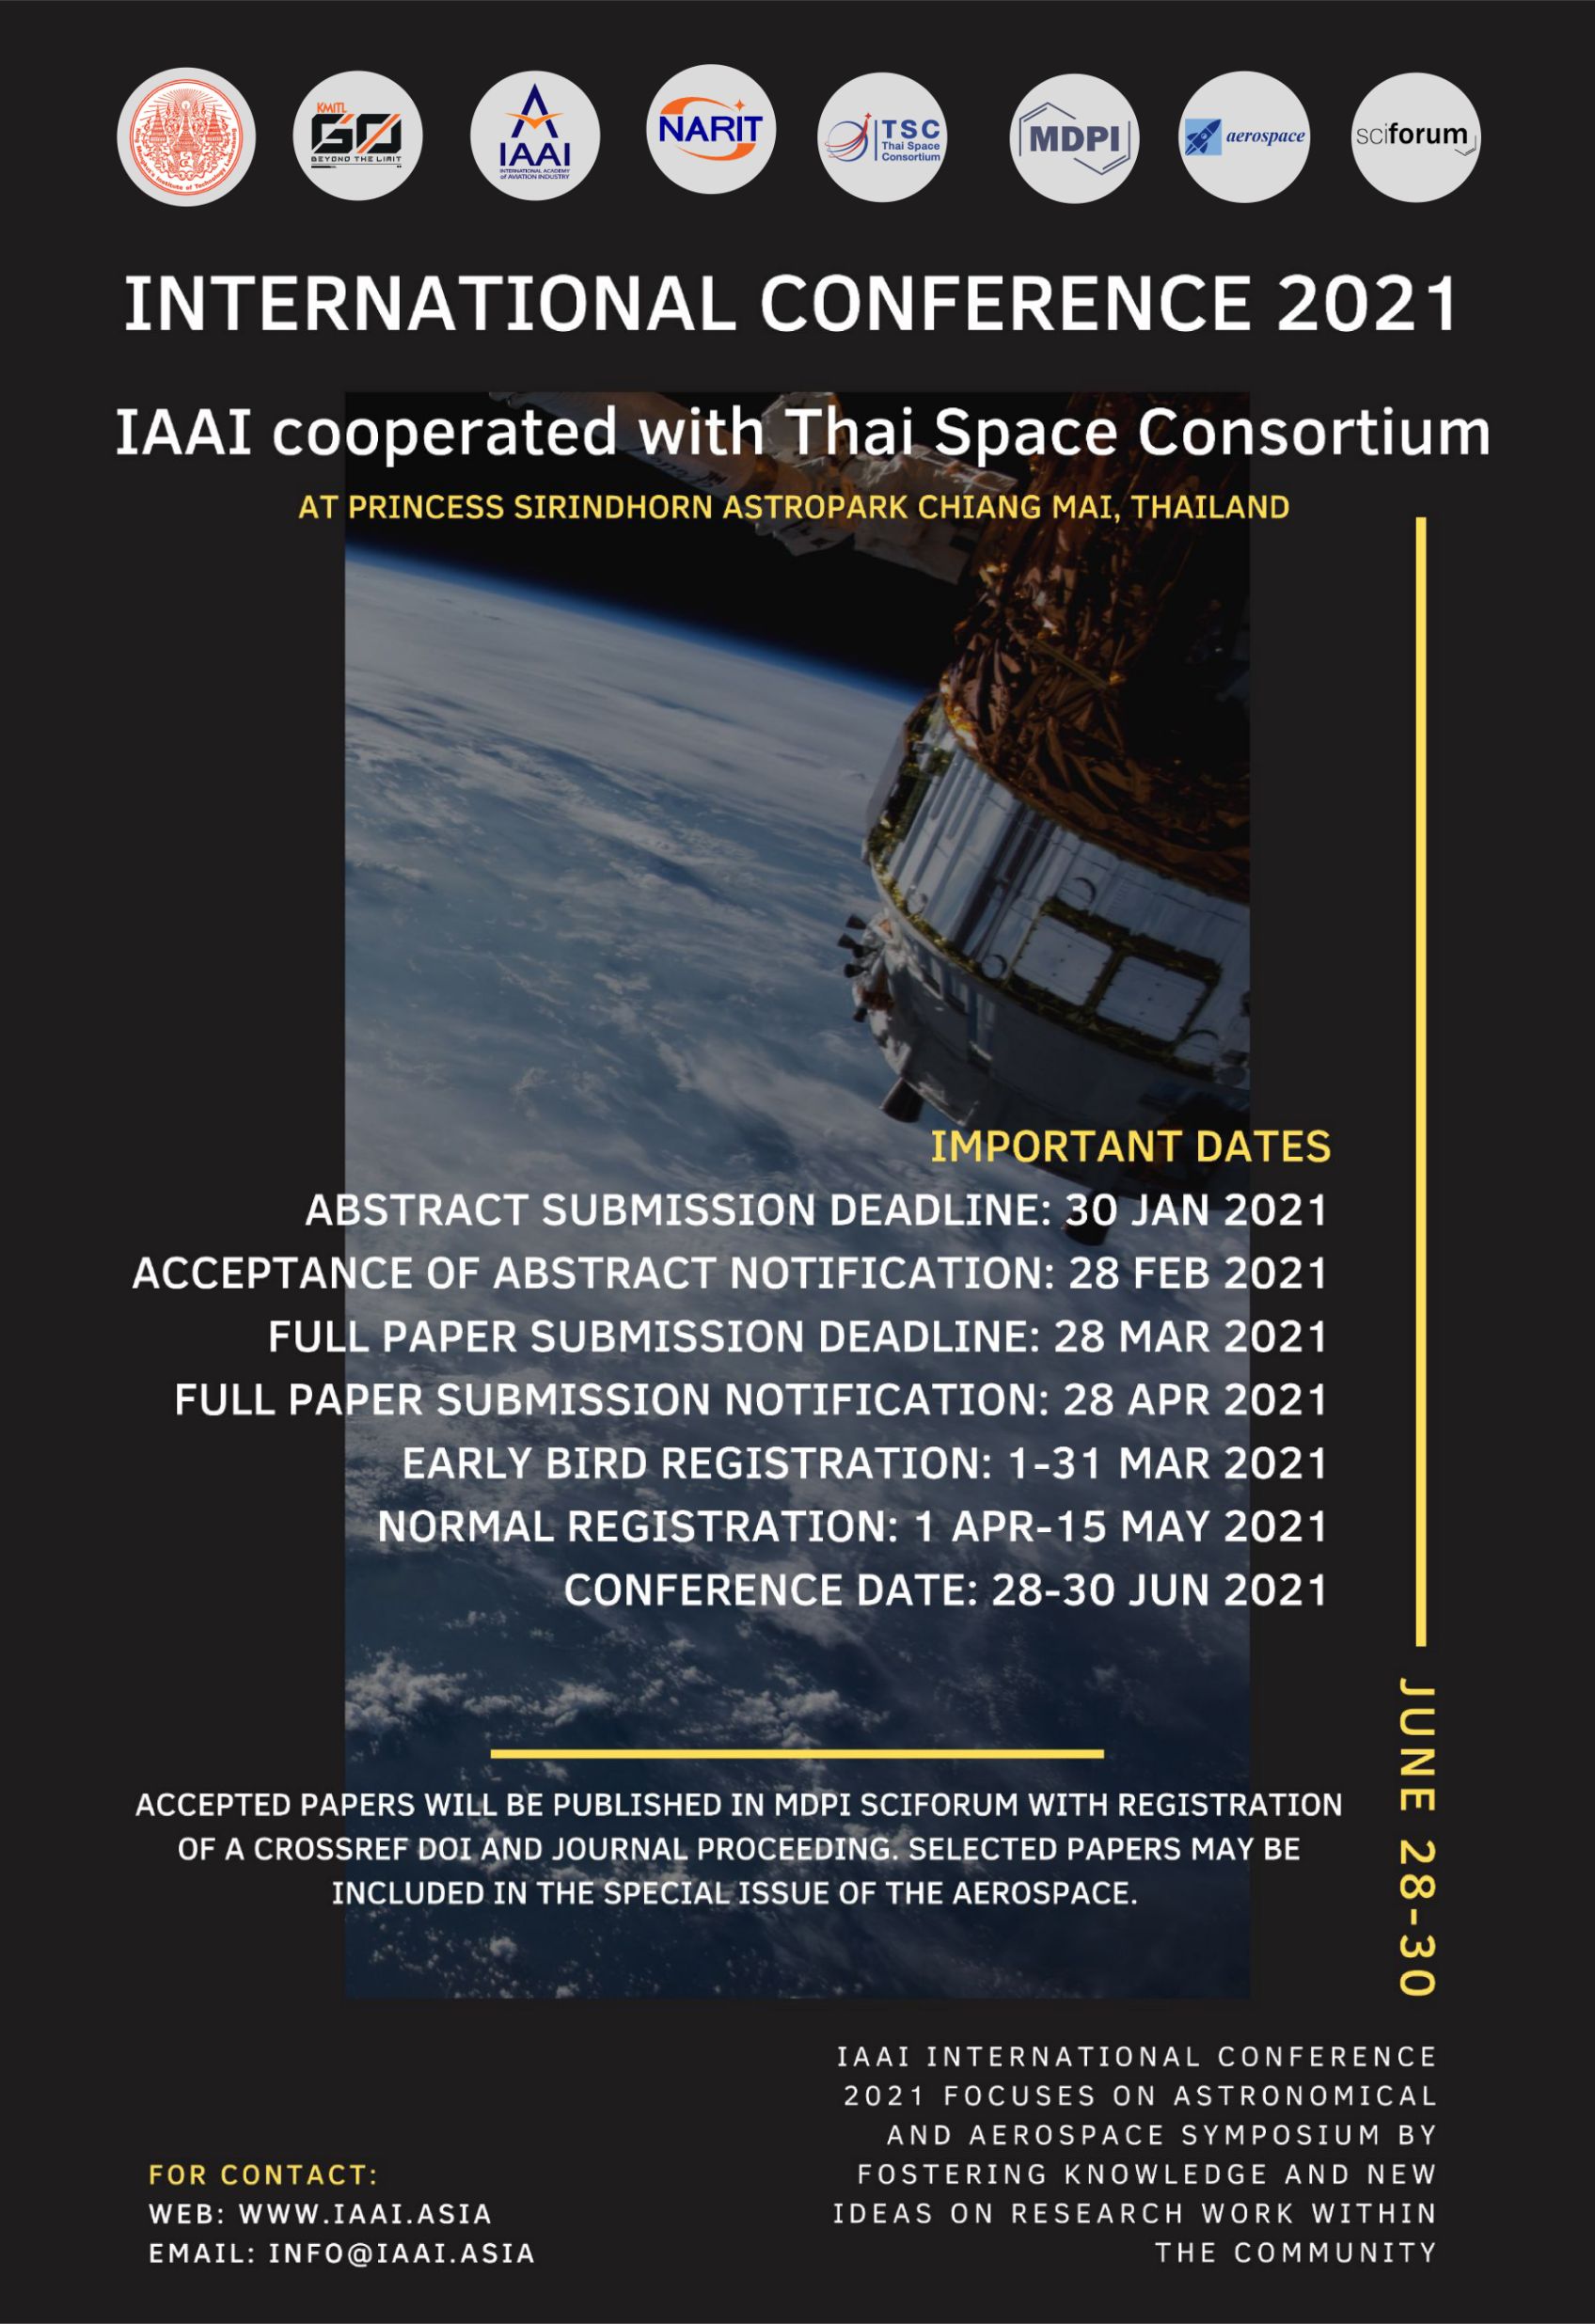 KMITL
GO
BEYOND THE LIMIT
IAAI
INTERNATIONAL ACADEMY
of AVIATION INDUSTRY
NARIT
TSC
Thai Space
Consortium
MDPI
aerospace
sciforum
INTERNATIONAL CONFERENCE 2021
IAAI cooperated with Thai Space Consortium
AT PRINCESS SIRINDHORN ASTROPARK CHIANG MAI, THAILAND
IMPORTANT DATES
ABSTRACT SUBMISSION DEADLINE: 30 JAN 2021
ACCEPTANCE OF ABSTRACT NOTIFICATION: 28 FEB 2021
FULL PAPER SUBMISSION DEADLINE: 28 MAR 2021
FULL PAPER SUBMISSION NOTIFICATION: 28 APR 2021
EARLY BIRD REGISTRATION: 1-31 MAR 2021
NORMAL REGISTRATION: 1 APR-15 MAY 2021
CONFERENCE DATE: 28-30 JUN 2021
JUNE 28-30
ACCEPTED PAPERS WILL BE PUBLISHED IN MDPI SCIFORUM WITH REGISTRATION
OF A CROSSREF DOI AND JOURNAL PROCEEDING. SELECTED PAPERS MAY BE
INCLUDED IN THE SPECIAL ISSUE OF THE AEROSPACE.
IAAI INTERNATIONAL CONFERENCE
2021 FOCUSES ON ASTRONOMICAL
AND AEROSPACE SYMPOSIUM BY
FOSTERING KNOWLEDGE AND NEW
IDEAS ON RESEARCH WORK WITHIN
THE COMMUNITY
FOR CONTACT:
WEB: WWW.IAAI.ASIA
EMAIL: INFO@IAAI.ASIA